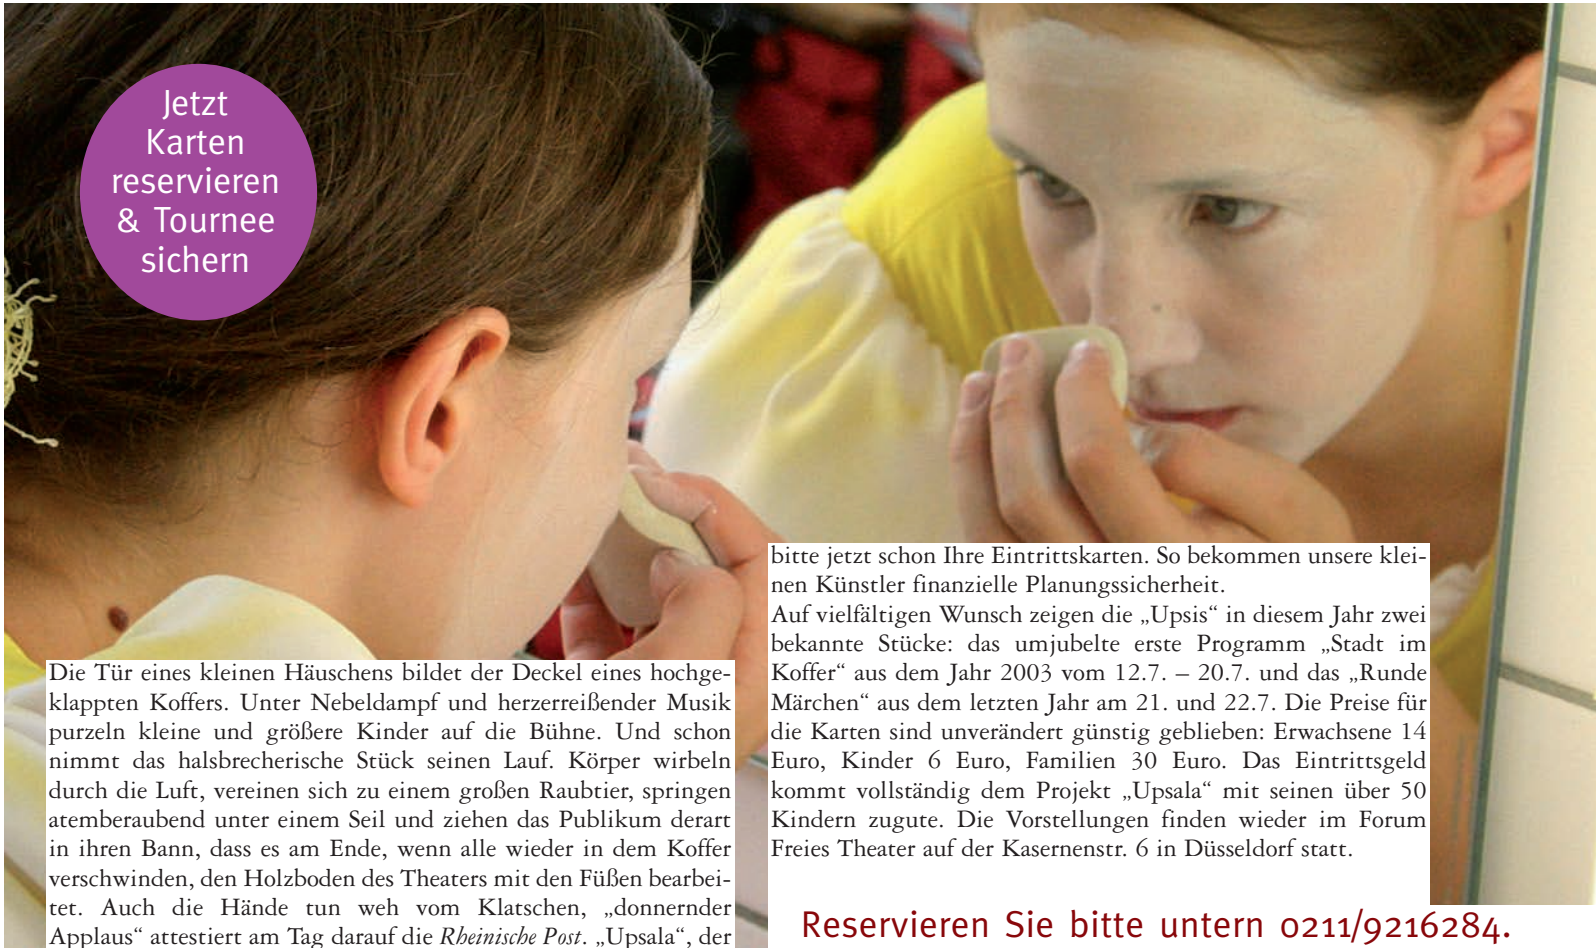 Jetzt
Karten
reservieren
& Tournee
sichern
Die Tür eines kleinen Häuschens bildet der Deckel eines hochge-
klappten Koffers. Unter Nebeldampf und herzerreißender Musik
purzeln kleine und größere Kinder auf die Bühne. Und schon
nimmt das halsbrecherische Stück seinen Lauf. Körper wirbeln
durch die Luft, vereinen sich zu einem großen Raubtier, springen
atemberaubend unter einem Seil und ziehen das Publikum derart
in ihren Bann, dass es am Ende, wenn alle wieder in dem Koffer
verschwinden, den Holzboden des Theaters mit den Füßen bearbei-
tet. Auch die Hände tun weh vom Klatschen, „donnernder
Applaus“ attestiert am Tag darauf die Rheinische Post. „Upsala“, der
bitte jetzt schon Ihre Eintrittskarten. So bekommen unsere klei-
nen Künstler finanzielle Planungssicherheit.
Auf vielfältigen Wunsch zeigen die „Upsis“ in diesem Jahr zwei
bekannte Stücke: das umjubelte erste Programm „Stadt im
Koffer“ aus dem Jahr 2003 vom 12.7. – 20.7. und das „Runde
Märchen“ aus dem letzten Jahr am 21. und 22.7. Die Preise für
die Karten sind unverändert günstig geblieben: Erwachsene 14
Euro, Kinder 6 Euro, Familien 30 Euro. Das Eintrittsgeld
kommt vollständig dem Projekt „Upsala“ mit seinen über 50
Kindern zugute. Die Vorstellungen finden wieder im Forum
Freies Theater auf der Kasernenstr. 6 in Düsseldorf statt.
Reservieren Sie bitte untern 0211/9216284.